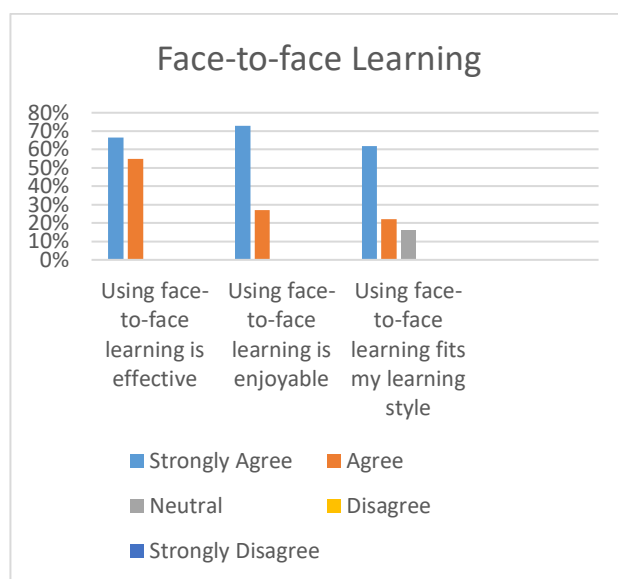 Face-to-face Learning
80%
70%
60%
50%
40%
30%
20%
10%
0%
Using face-
to-face
learning is
effective
Using face-
to-face
learning is
enjoyable
Using face-
to-face
learning fits
my learning
style
Strongly Agree
Agree
Neutral
Disagree
Strongly Disagree